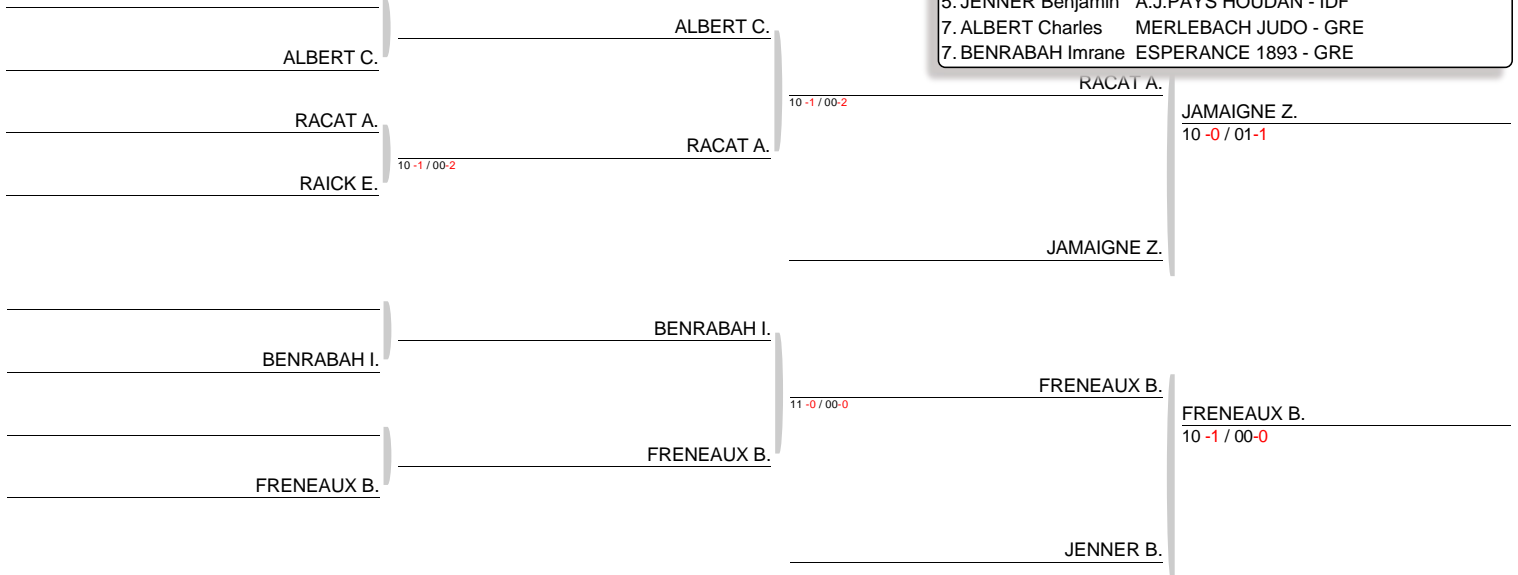 5. JENNER Benjamin A.J.PAYS HOUDAN - IDF
7. ALBERT Charles MERLEBACH JUDO - GRE
7. BENRABAH Imrane ESPERANCE 1893 - GRE
ALBERT C.
ALBERT C.
RACAT A.
10 -1 / 00-2
JAMAIGNE Z.
10 -0 / 01-1
RACAT A.
RACAT A.
10 -1 / 00-2
RAICK E.
JAMAIGNE Z.
BENRABAH I.
BENRABAH I.
FRENEAUX B.
11 -0 / 00-0
FRENEAUX B.
10 -1 / 00-0
FRENEAUX B.
FRENEAUX B.
JENNER B.